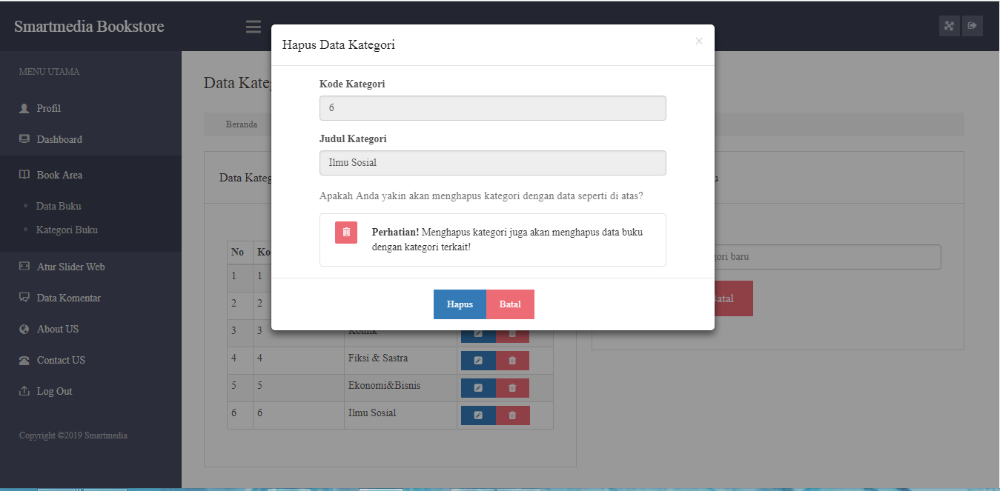 Smartmedia Bookstore
MENU UTAMA
Profil
Dashboard
Book Area
Data Buku
Kategori Buku
Atur Slider Web
Data Komentar
About US
Contact US
Log Out
Copyright ©2019 Smartmedia
Data
Beranda
Data
No
1 1
2 2
3 3 Komik
4 4 Fiksi & Sastra
5 5 Ekonomi&Bisnis
6 6 Ilmu Sosial
baru
Batal
Hapus Data Kategori ×
Kode Kategori
6
Judul Kategori
Ilmu Sosial
Apakah Anda yakin akan menghapus kategori dengan data seperti di atas?
Perhatian! Menghapus kategori juga akan menghapus data buku
dengan kategori terkait!
Hapus Batal